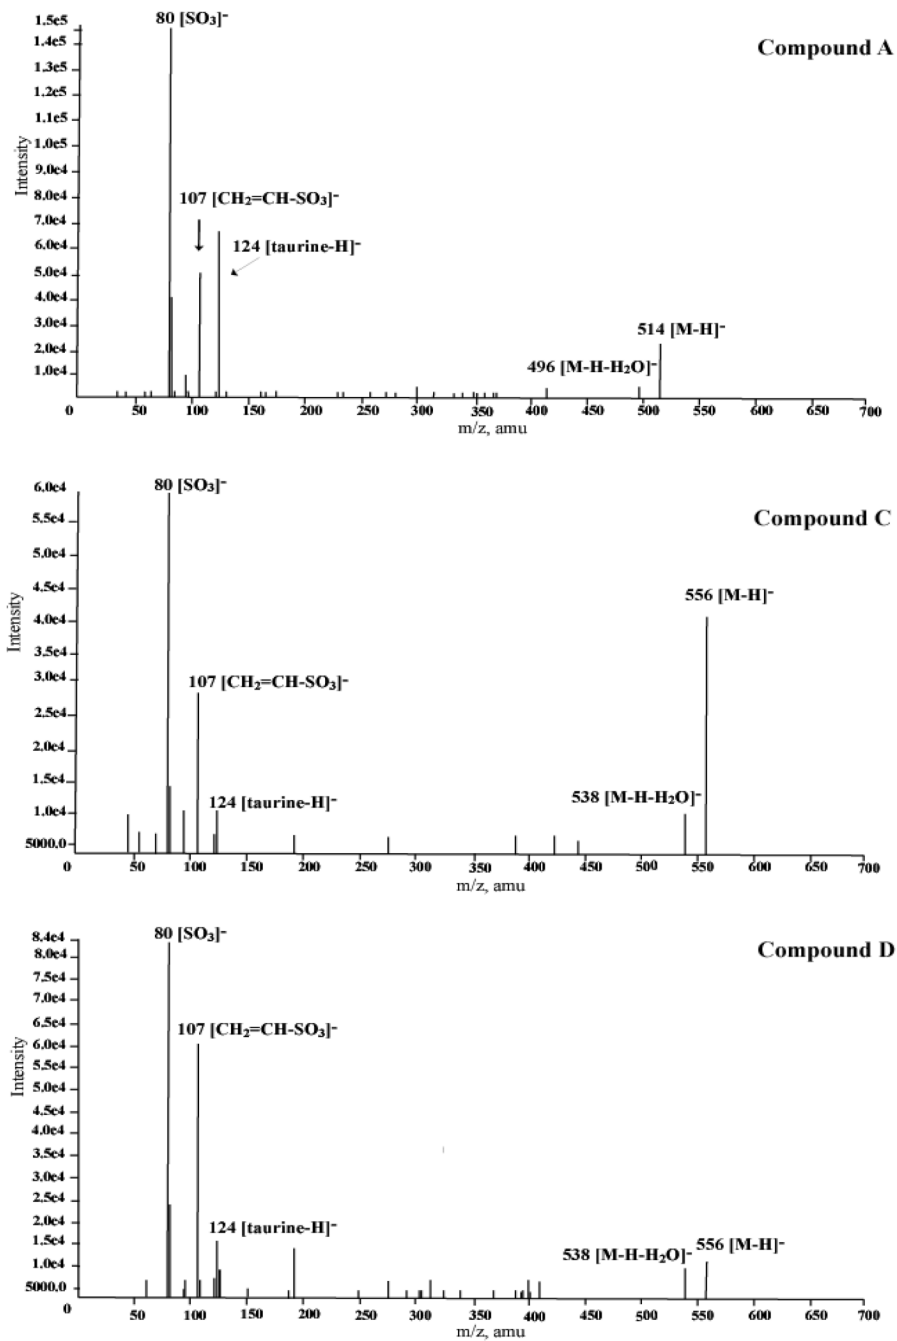 80 [SO3]-
Compound A
1.5e5
1.4e5
1.3e5
1.2e5
1.1e5
1.0e5
9.0e4
8.0e4
7.0e4
6.0e4
5.0e4
4.0e4
3.0e4
2.0e4
1.0e4
Intensity
107 [CH2=CH-SO3]-
124 [taurine-H]-
514 [M-H]-
496 [M-H-H2O]-
0 50 100 150 200 250 300 350 400 450 500 550 600 650 700
m/z, amu
80 [SO3]-
Compound C
6.0e4
5.5e4
5.0e4
4.5e4
4.0e4
3.5e4
3.0e4
2.5e4
2.0e4
1.5e4
1.0e4
5000.0
Intensity
556 [M-H]-
107 [CH2=CH-SO3]-
124 [taurine-H]-
538 [M-H-H2O]-
0 50 100 150 200 250 300 350 400 450 500 550 600 650 700
m/z, amu
80 [SO3]-
Compound D
8.4e4
8.0e4
7.5e4
7.0e4
6.5e4
6.0e4
5.5e4
5.0e4
4.5e4
4.0e4
3.5e4
3.0e4
2.5e4
2.0e4
1.5e4
1.0e4
5000.0
Intensity
107 [CH2=CH-SO3]-
124 [taurine-H]-
538 [M-H-H2O]- 556 [M-H]-
0 50 100 150 200 250 300 350 400 450 500 550 600 650 700
m/z, amu